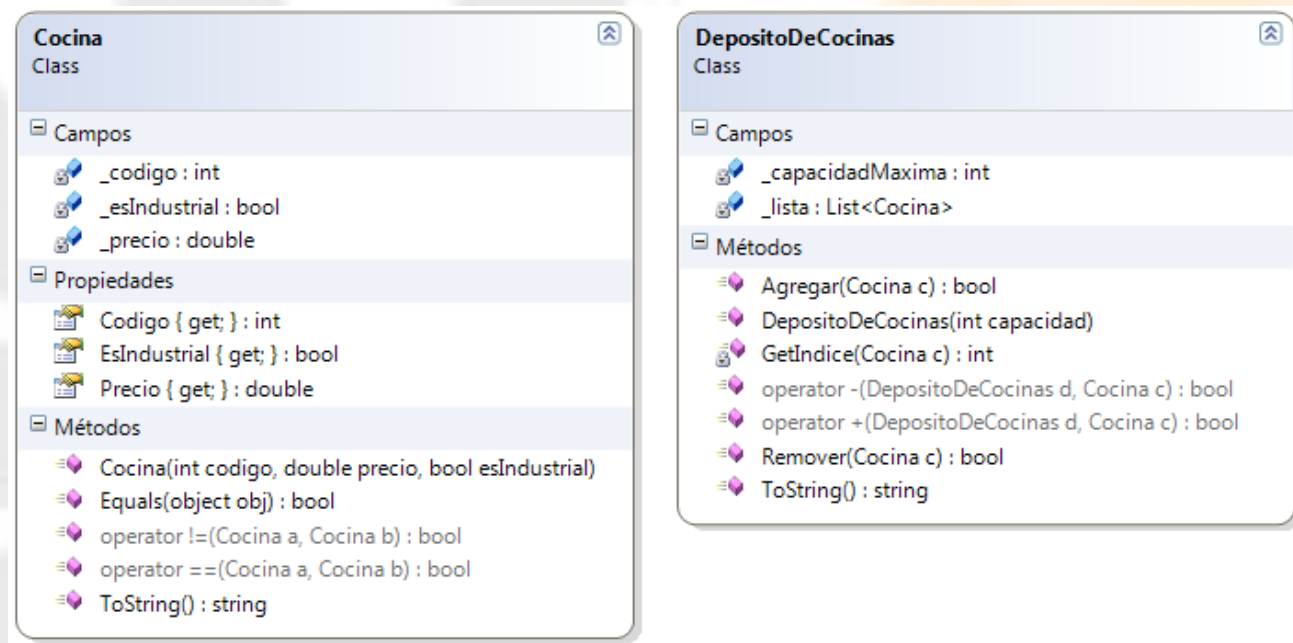 Cocina
Class
Campos
_codigo : int
_esIndustrial : bool
_precio : double
Propiedades
Codigo { get; } : int
EsIndustrial { get; } : bool
Precio { get; } : double
Métodos
Cocina(int codigo, double precio, bool esIndustrial)
Equals(object obj) : bool
operator !=(Cocina a, Cocina b) : bool
operator ==(Cocina a, Cocina b) : bool
ToString() : string
DepositoDeCocinas
Class
Campos
_capacidadMaxima : int
_lista : List<Cocina>
Métodos
Agregar(Cocina c) : bool
DepositoDeCocinas(int capacidad)
GetIndice(Cocina c) : int
operator -(DepositoDeCocinas d, Cocina c) : bool
operator +(DepositoDeCocinas d, Cocina c) : bool
Remover(Cocina c) : bool
ToString() : string